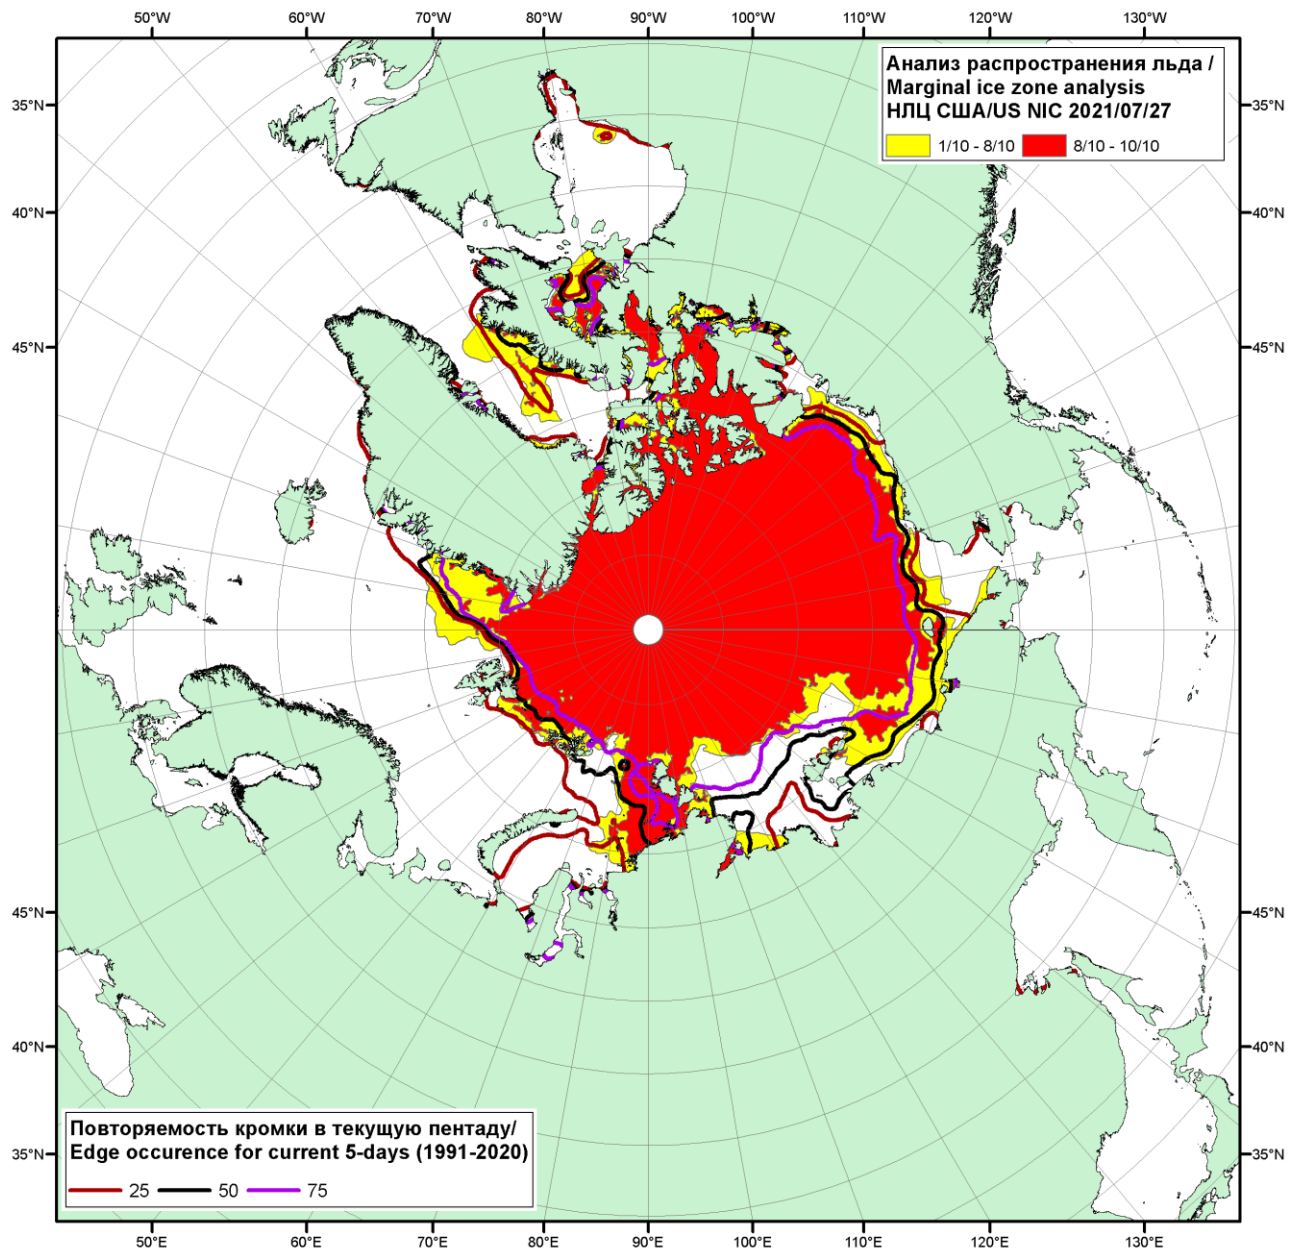 50°W 60°W 70°W 80°W 90°W 100°W 110°W 120°W 130°W
Анализ распространения льда /
Marginal ice zone analysis
НЛЦ США/US NIC 2021/07/27
1/10 - 8/10 8/10 - 10/10
35°N 35°N
40°N 40°N
45°N 45°N
45°N 45°N
40°N 40°N
35°N 35°N
Повторяемость кромки в текущую пентаду/
Edge occurence for current 5-days (1991-2020)
25 50 75
50°E 60°E 70°E 80°E 90°E 100°E 110°E 120°E 130°E